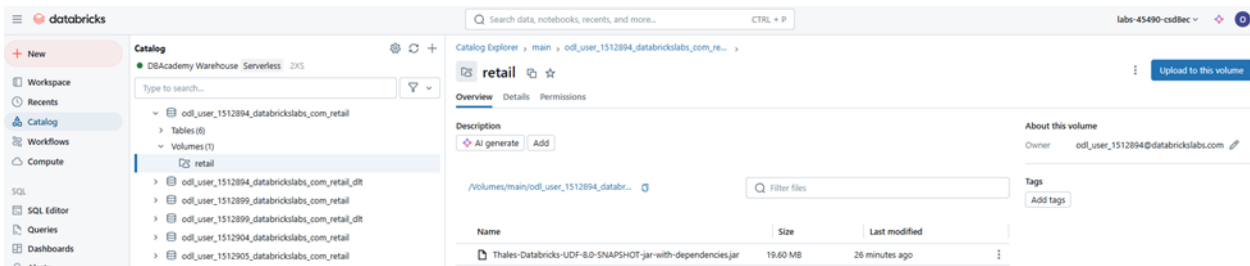 databricks
Search data, notebooks, recents, and more... CTRL + P
labs-45490-csd8ec
O
+ New
Workspace
Recents
Catalog
Workflows
Compute
SQL
SQL Editor
Queries
Dashboards
Catalog
DBAcademy Warehouse Serverless 2XS
Type to search...
odl_user_1512894_databrickslabs_com_retail
Tables (6)
Volumes (1)
retail
odl_user_1512894_databrickslabs_com_retail_dlt
odl_user_1512899_databrickslabs_com_retail
odl_user_1512899_databrickslabs_com_retail_dlt
odl_user_1512904_databrickslabs_com_retail
odl_user_1512905_databrickslabs_com_retail
Catalog Explorer > main > odl_user_1512894_databrickslabs_com_re... >
retail
Upload to this volume
Overview Details Permissions
Description
AI generate Add
/Volumes/main/odl_user_1512894_databr...
Filter files
Name Size Last modified
Thales-Databricks-UDF-8.0-SNAPSHOT-jar-with-dependencies.jar 19.60 MB 26 minutes ago
About this volume
Owner odl_user_1512894@databrickslabs.com
Tags
Add tags